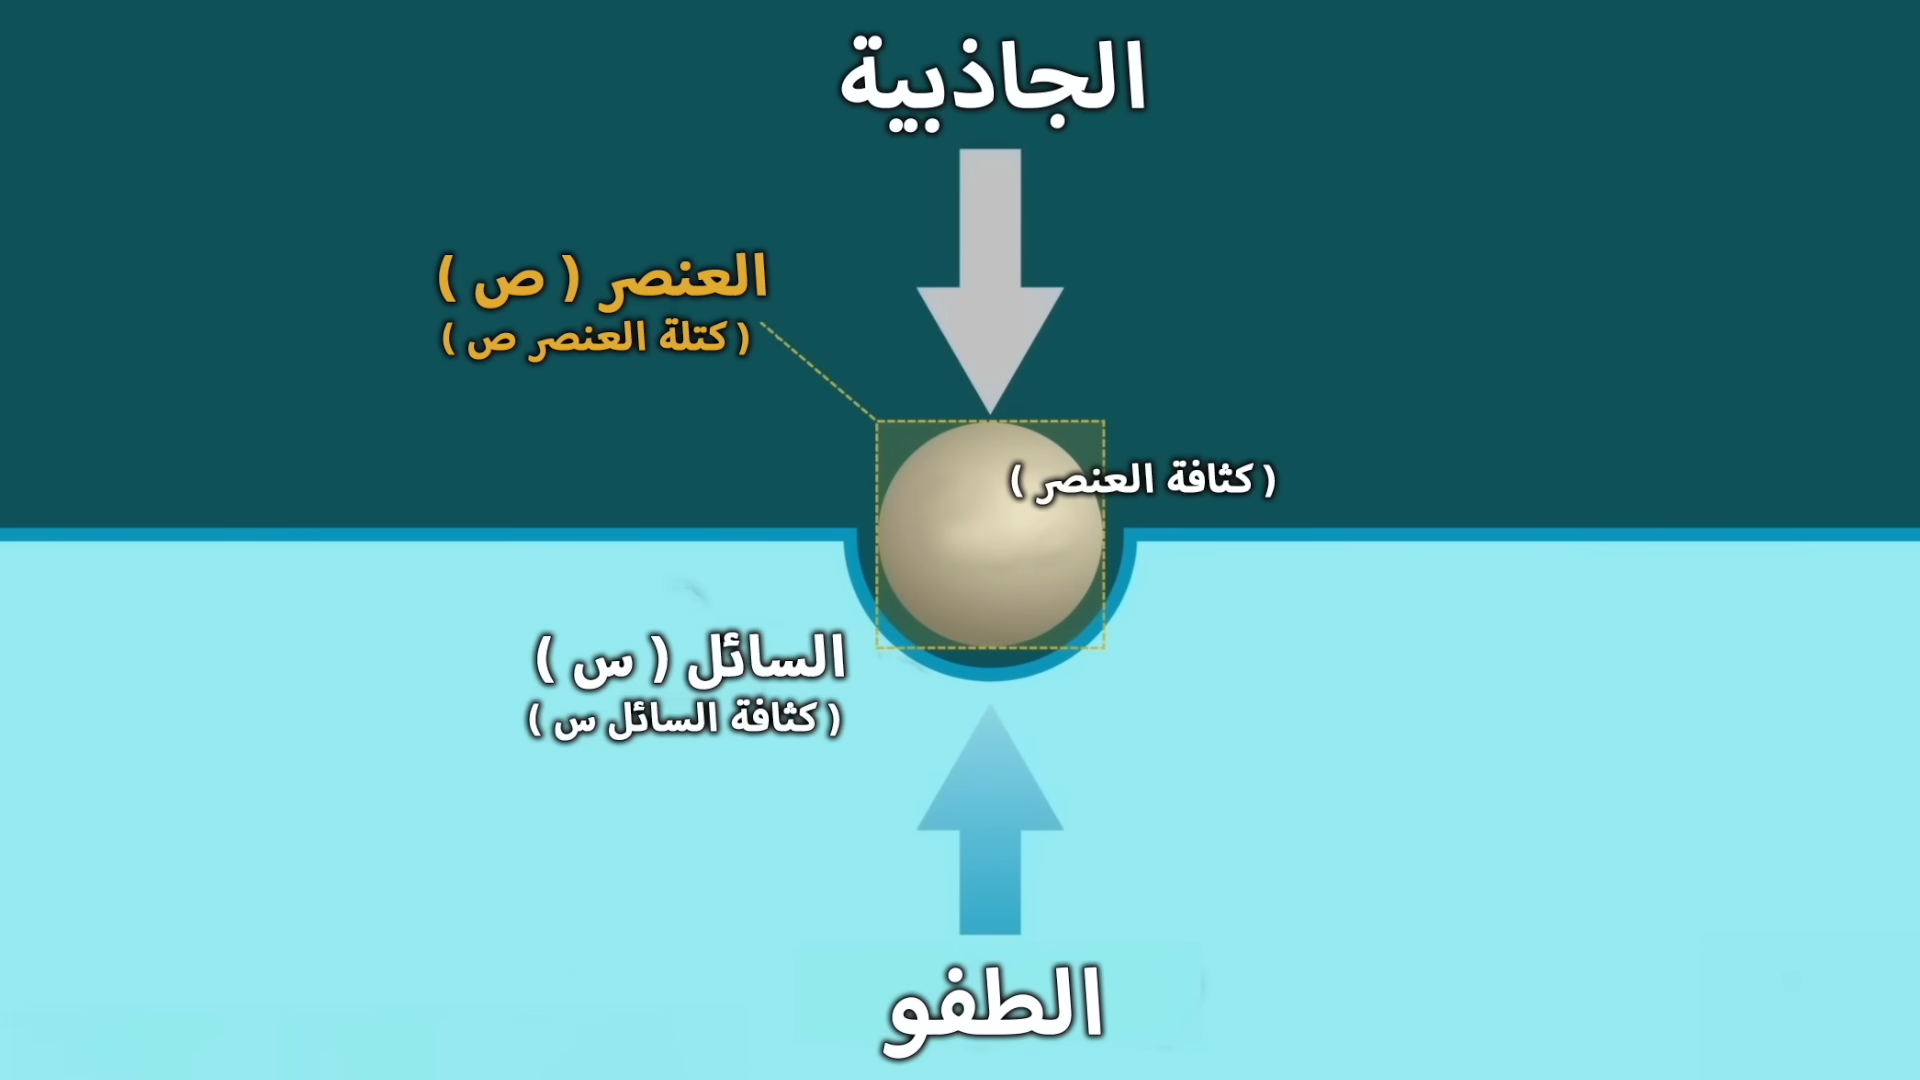 الجاذبية
العنصر ( ص )
( كتلة العنصر ص )
( كثافة العنصر )
السائل ( س )
( كثافة السائل س )
الطفو